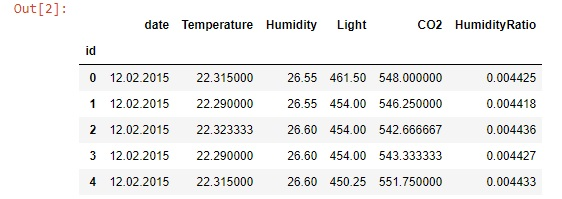 Out[2]:
date Temperature Humidity Light CO2 HumidityRatio
id
0 12.02.2015 22.315000 26.55 461.50 548.000000 0.004425
1 12.02.2015 22.290000 26.55 454.00 546.250000 0.004418
2 12.02.2015 22.323333 26.60 454.00 542.666667 0.004436
3 12.02.2015 22.290000 26.60 454.00 543.333333 0.004427
4 12.02.2015 22.315000 26.60 450.25 551.750000 0.004433